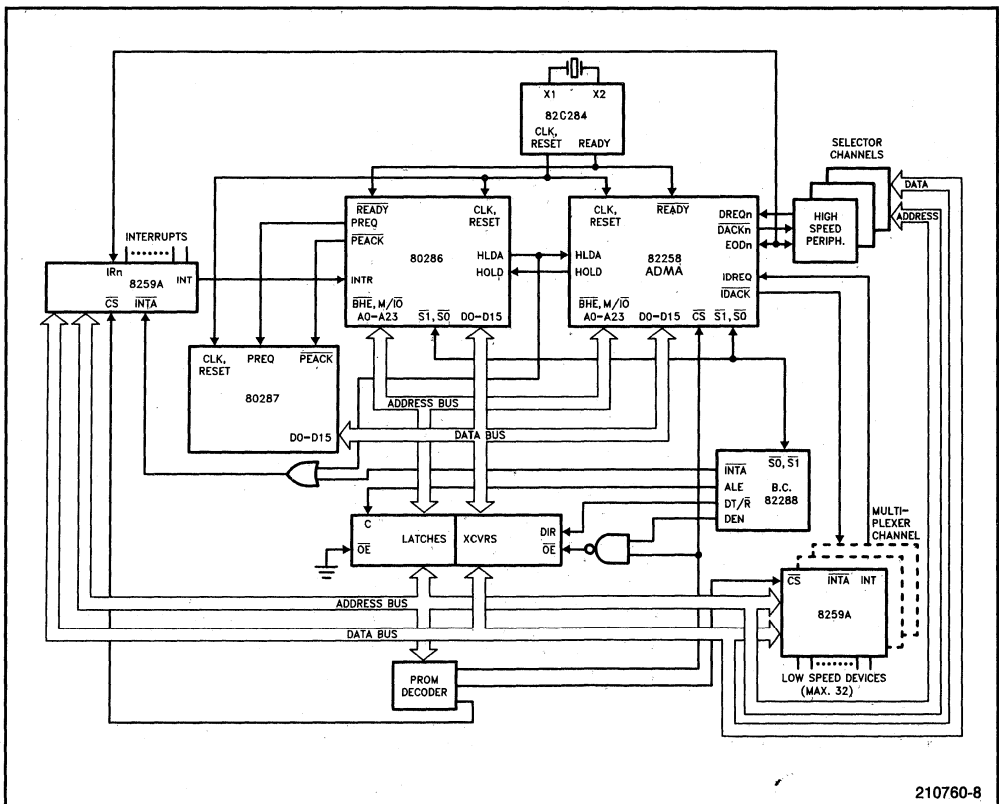 X1 X2
82C284
CLK,
RESET READY
SELECTOR
CHANNELS
DATA
ADDRESS
HIGH
SPEED
PERIPH.
READY
PREQ
PEACK
CLK,
RESET
80286
HLDA
HOLD
INTR
BHE, M/IO
A0-A23
S1, S0
D0-D15
CLK,
RESET
READY
82258
ADMA
HLDA
HOLD
DREQn
DACKn
EODn
IDREQ
IDACK
BHE, M/IO
A0-A23
D0-D15
CS
S1, S0
INTERRUPTS
IRn
8259A
INT
CS
INTA
CLK,
RESET
PREQ
PEACK
80287
D0-D15
ADDRESS BUS
DATA BUS
INTA
ALE
DT/R
DEN
S0, S1
B.C.
82288
C
OE
LATCHES
XCVRS
DIR
OE
MULTI-
PLEXER
CHANNEL
CS INTA INT
8259A
LOW SPEED DEVICES
(MAX. 32)
ADDRESS BUS
DATA BUS
PROM
DECODER
210760-8